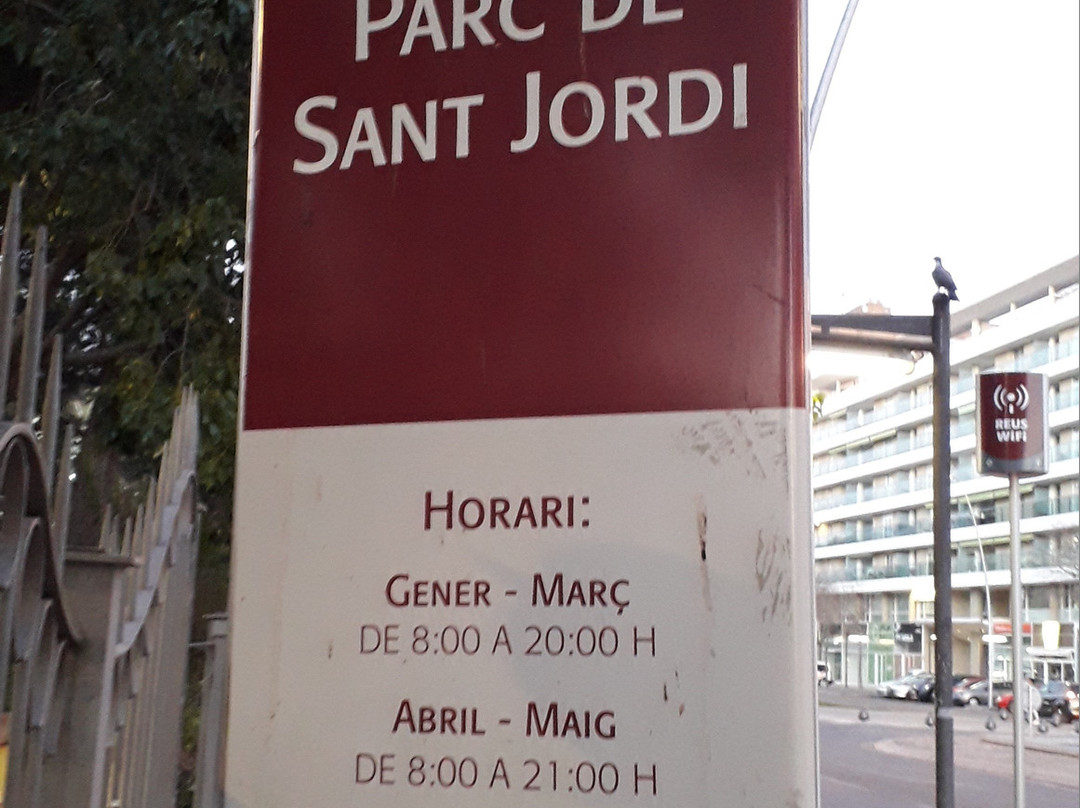 PARC DE
SANT JORDI
HORARI:
GENER - MARÇ
DE 8:00 A 20:00 H
ABRIL - MAIG
DE 8:00 A 21:00 H
REUS
WIFI